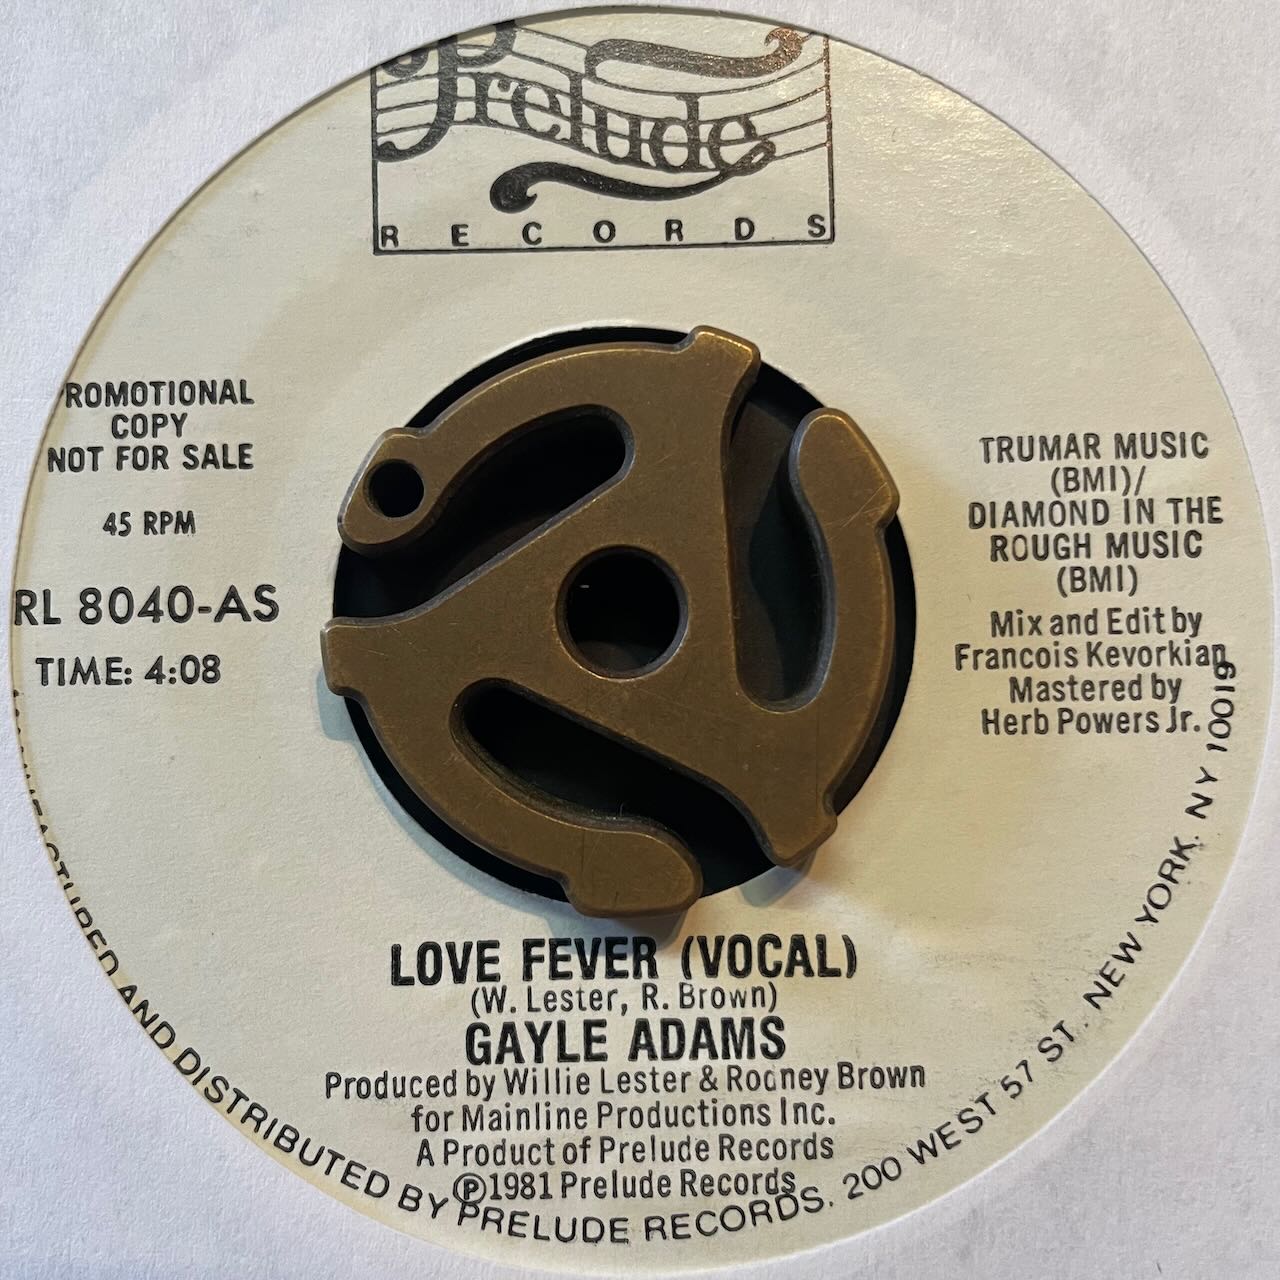 Prelude
RECORDS
ROMOTIONAL
COPY
NOT FOR SALE
45 RPM
RL 8040-AS
TIME: 4:08
TRUMAR MUSIC
(BMI)/
DIAMOND IN THE
ROUGH MUSIC
(BMI)
Mix and Edit by
Francois Kevorkian
Mastered by
Herb Powers Jr.
LOVE FEVER (VOCAL)
(W. Lester, R. Brown)
GAYLE ADAMS
Produced by Willie Lester & Rodney Brown
for Mainline Productions Inc.
A Product of Prelude Records
℗1981 Prelude Records
AND DISTRIBUTED BY PRELUDE RECORDS. 200 WEST 57 ST. NEW YORK. NY 10019